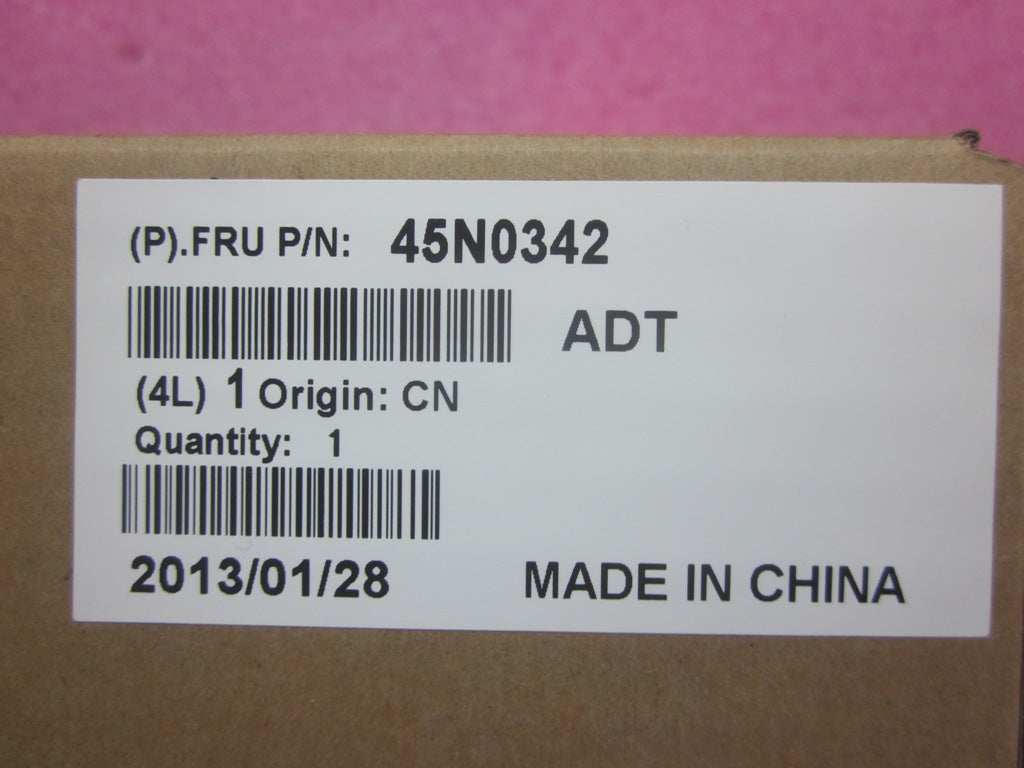 (P).FRU P/N: 45N0342
ADT
(4L) 1 Origin: CN
Quantity: 1
2013/01/28 MADE IN CHINA